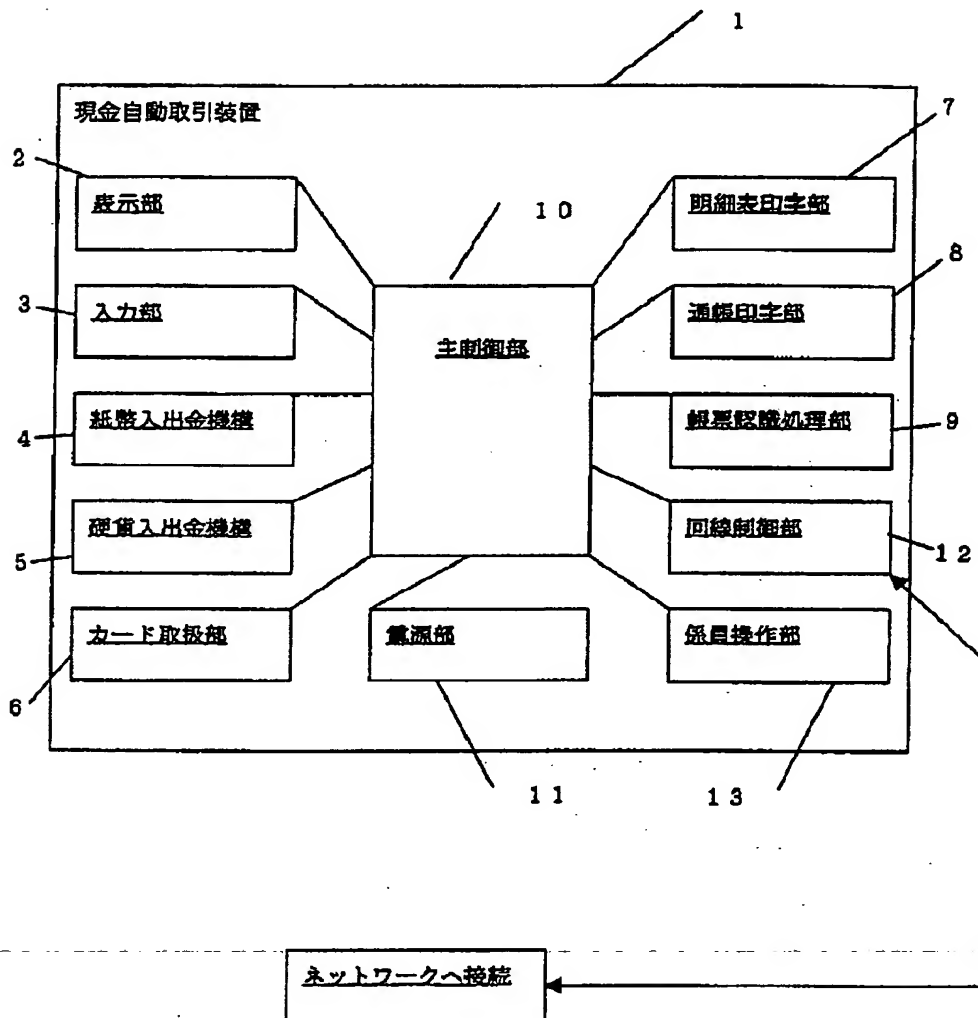 1
現金自動取引装置
2
表示部
3
入力部
4
紙幣入出金機構
5
硬貨入出金機構
6
カード取扱部
10
主制御部
11
電源部
7
明細表印字部
8
通帳印字部
9
帳票認識処理部
12
回線制御部
13
係員操作部
ネットワークへ接続